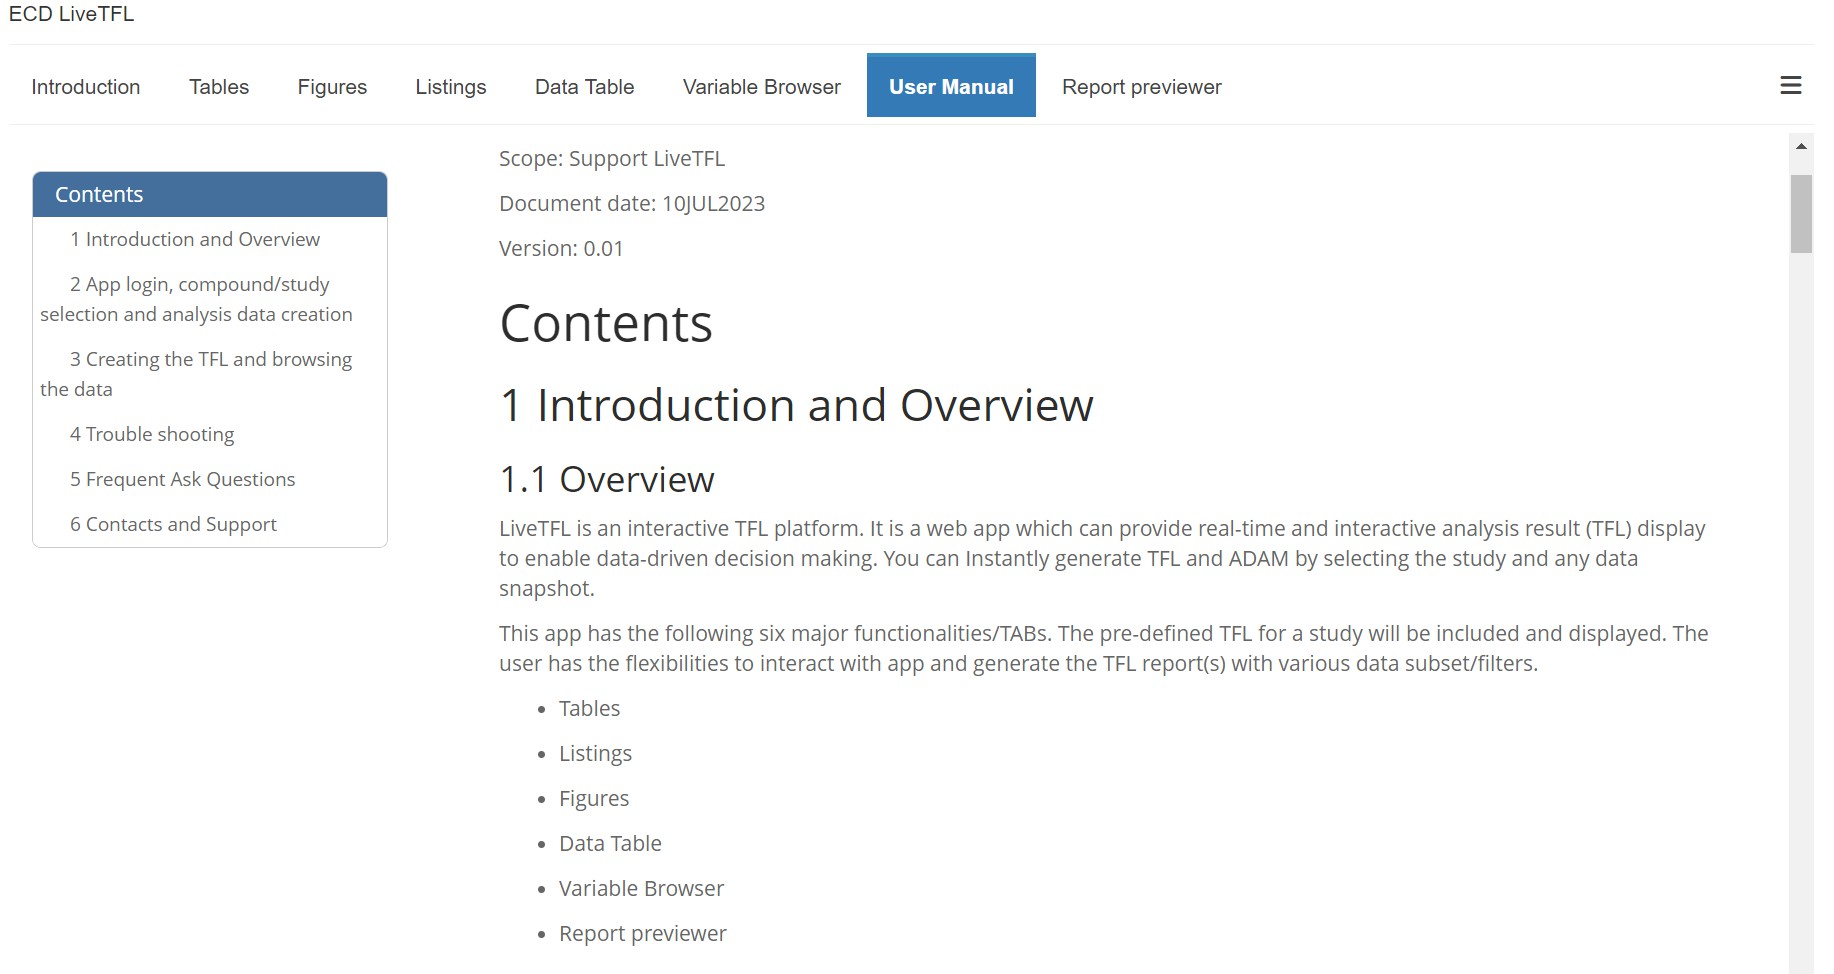 ECD LiveTFL
Introduction
Tables
Figures
Listings
Data Table
Variable Browser
User Manual
Report previewer
Contents
1 Introduction and Overview
2 App login, compound/study
selection and analysis data creation
3 Creating the TFL and browsing
the data
4 Trouble shooting
5 Frequent Ask Questions
6 Contacts and Support
Scope: Support LiveTFL
Document date: 10JUL2023
Version: 0.01
Contents
1 Introduction and Overview
1.1 Overview
LiveTFL is an interactive TFL platform. It is a web app which can provide real-time and interactive analysis result (TFL) display
to enable data-driven decision making. You can Instantly generate TFL and ADAM by selecting the study and any data
snapshot.
This app has the following six major functionalities/TABs. The pre-defined TFL for a study will be included and displayed. The
user has the flexibilities to interact with app and generate the TFL report(s) with various data subset/filters.
• Tables
• Listings
• Figures
• Data Table
• Variable Browser
• Report previewer